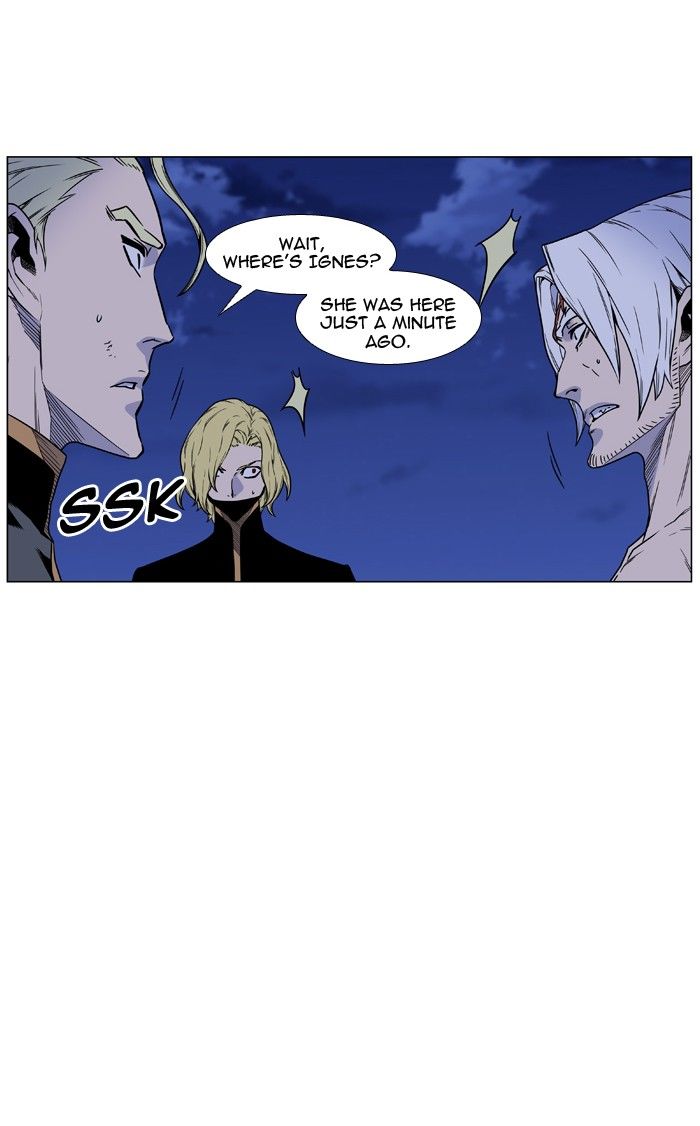 WAIT,
WHERE'S IGNES?
SHE WAS HERE
JUST A MINUTE
AGO.
SSK